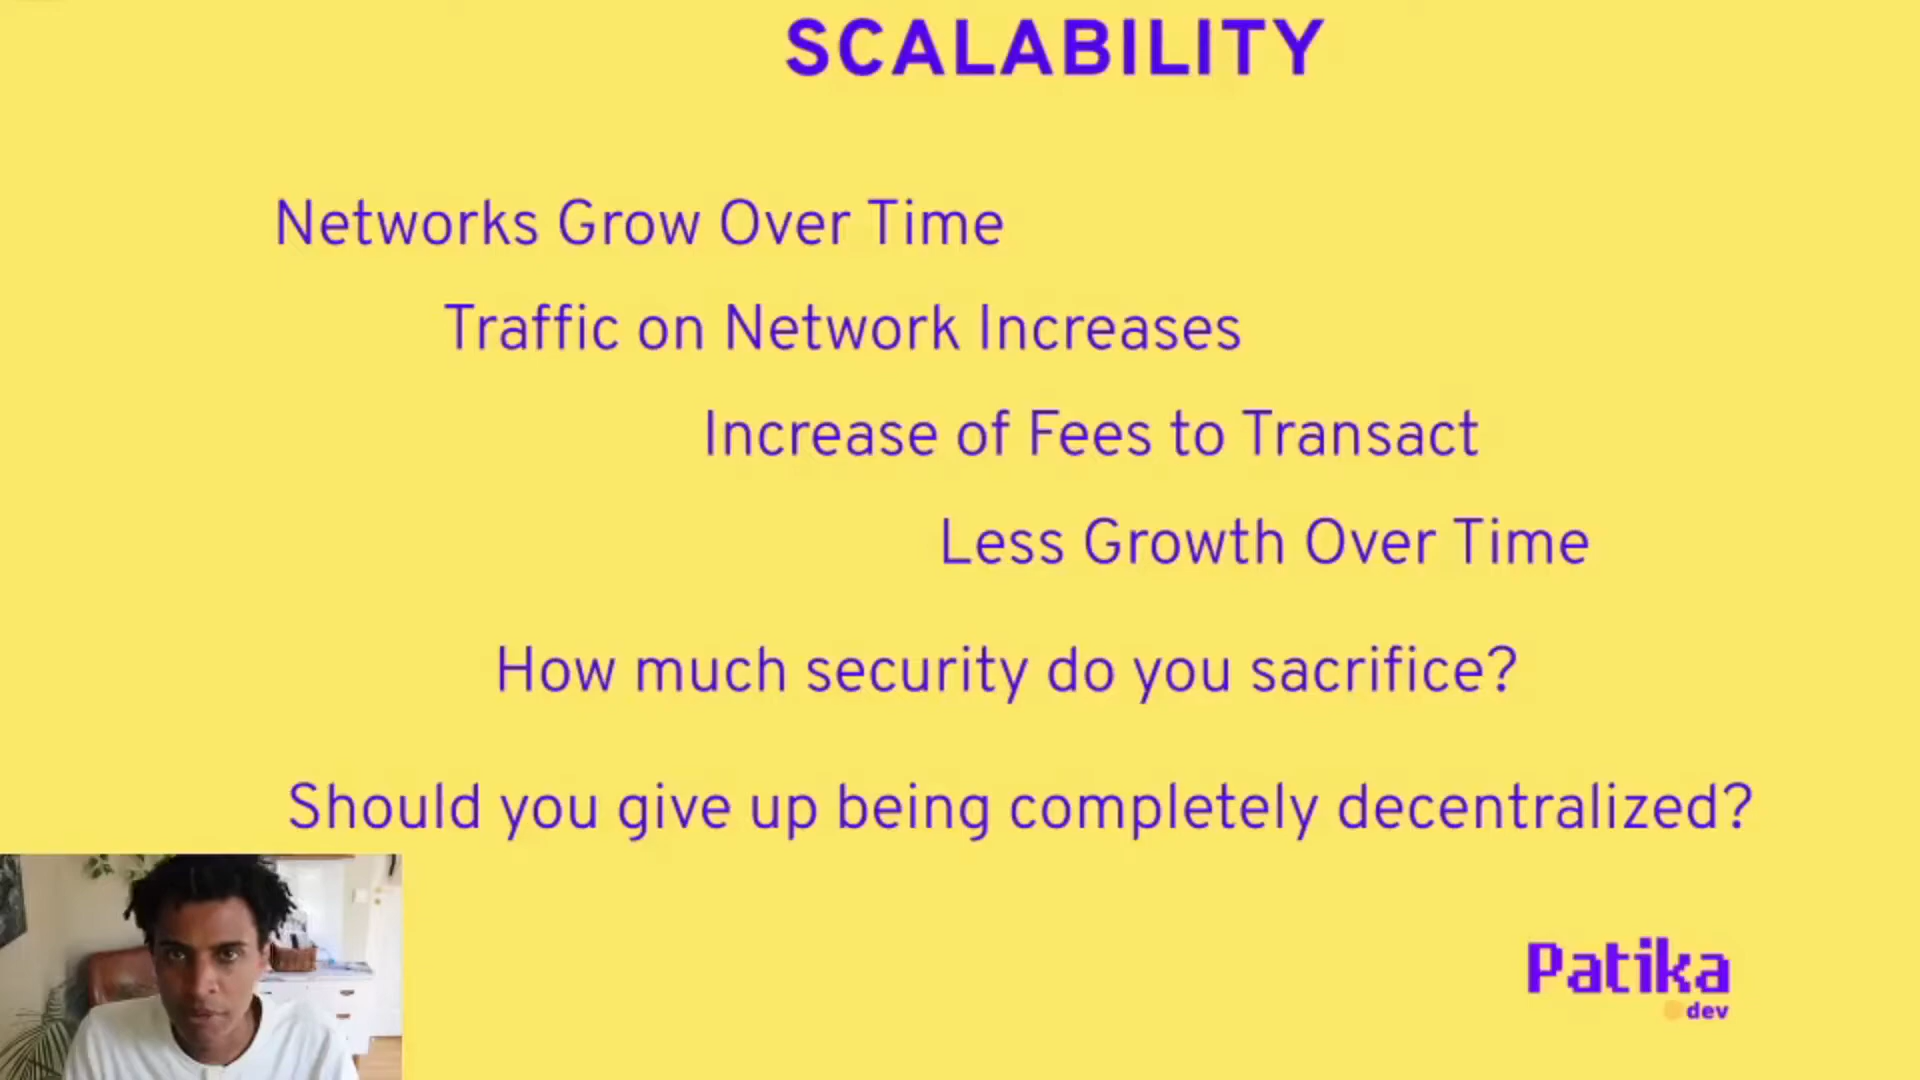 SCALABILITY
Networks Grow Over Time
Traffic on Network Increases
Increase of Fees to Transact
Less Growth Over Time
How much security do you sacrifice?
Should you give up being completely decentralized?
Patika
dev